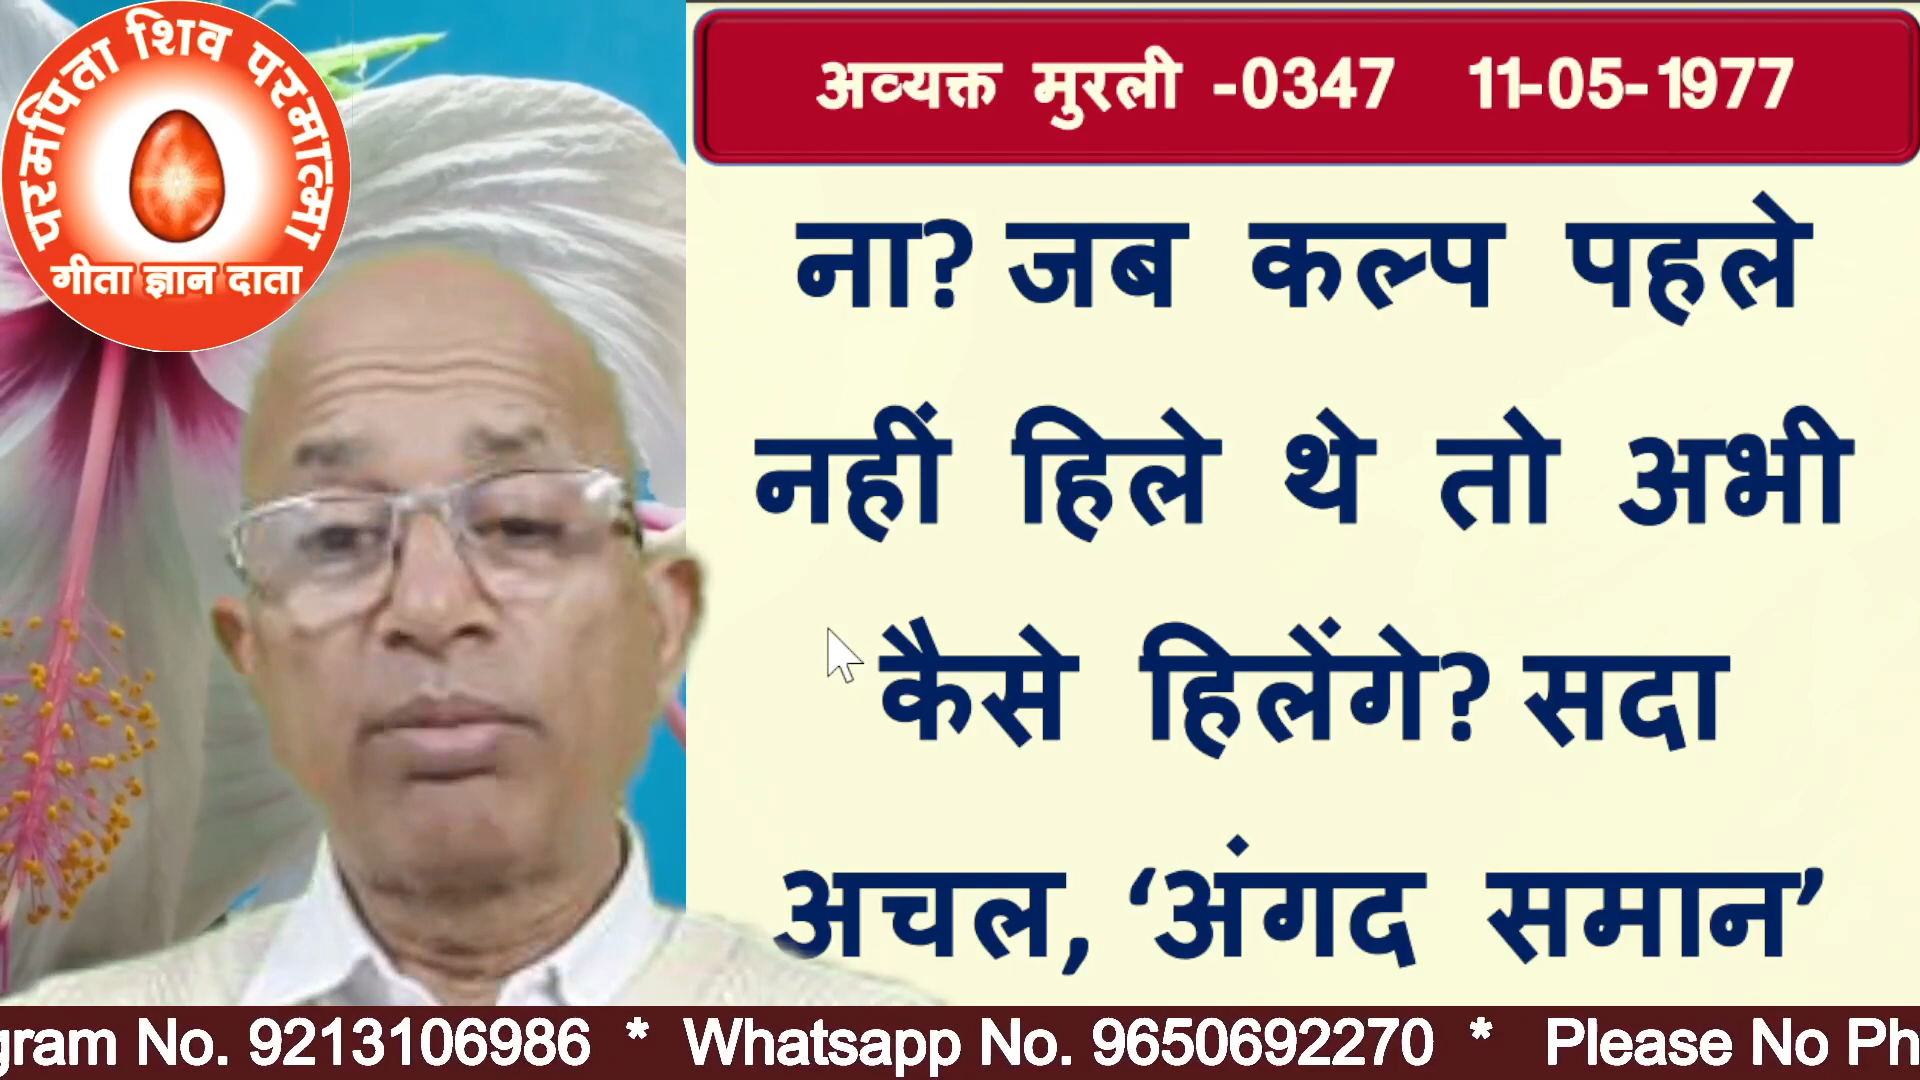 परमपिता शिव परमात्मा
गीता ज्ञान दाता
अव्यक्त मुरली -0347 11-05-1977
ना? जब कल्प पहले
नहीं हिले थे तो अभी
कैसे हिलेंगे? सदा
अचल, ‘अंगद समान’
gram No. 9213106986 * Whatsapp No. 9650692270 * Please No Ph